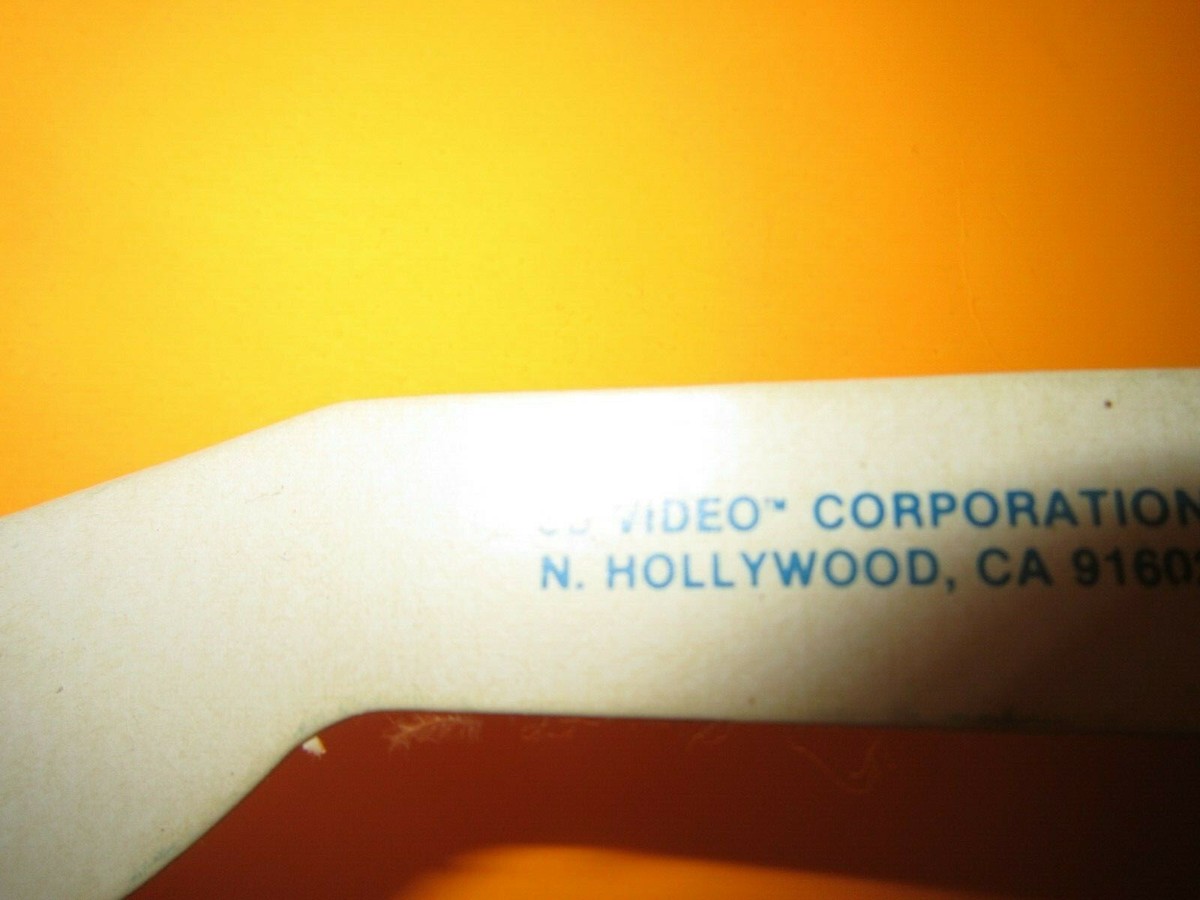 VIDEO™ CORPORATION
N. HOLLYWOOD, CA